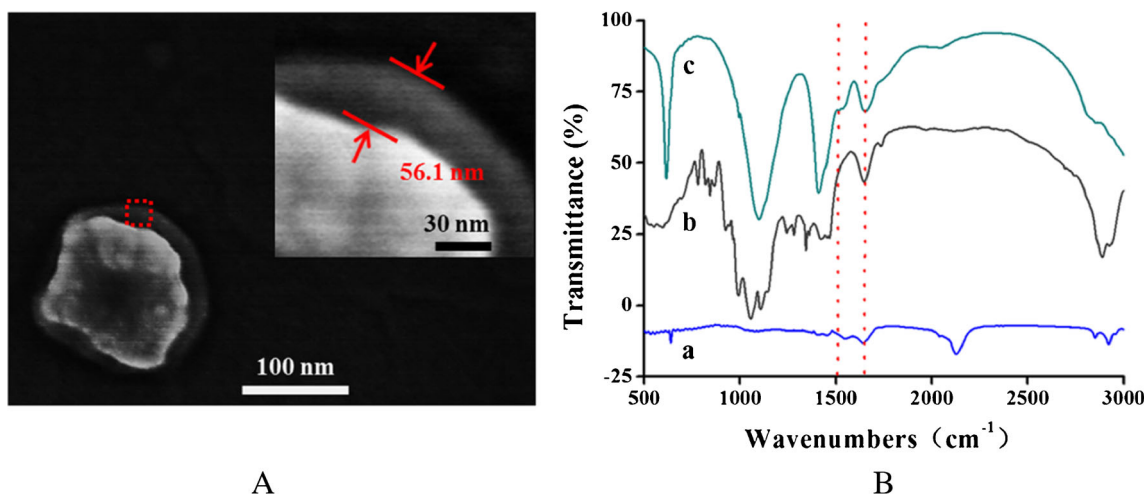 56.1 nm
30 nm
100 nm
A
Transmittance (%)
100
75
50
25
0
-25
c
b
a
500
1000
1500
2000
2500
3000
Wavenumbers（cm⁻¹）
B